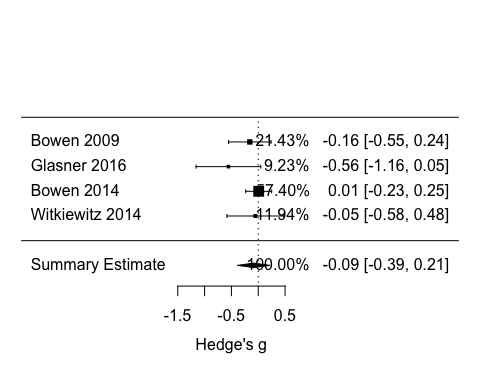 Bowen 2009 21.43% -0.16 [-0.55, 0.24]
Glasner 2016 9.23% -0.56 [-1.16, 0.05]
Bowen 2014 7.40% 0.01 [-0.23, 0.25]
Witkiewitz 2014 11.94% -0.05 [-0.58, 0.48]
Summary Estimate 100.00% -0.09 [-0.39, 0.21]
-1.5 -0.5 0.5
Hedge's g